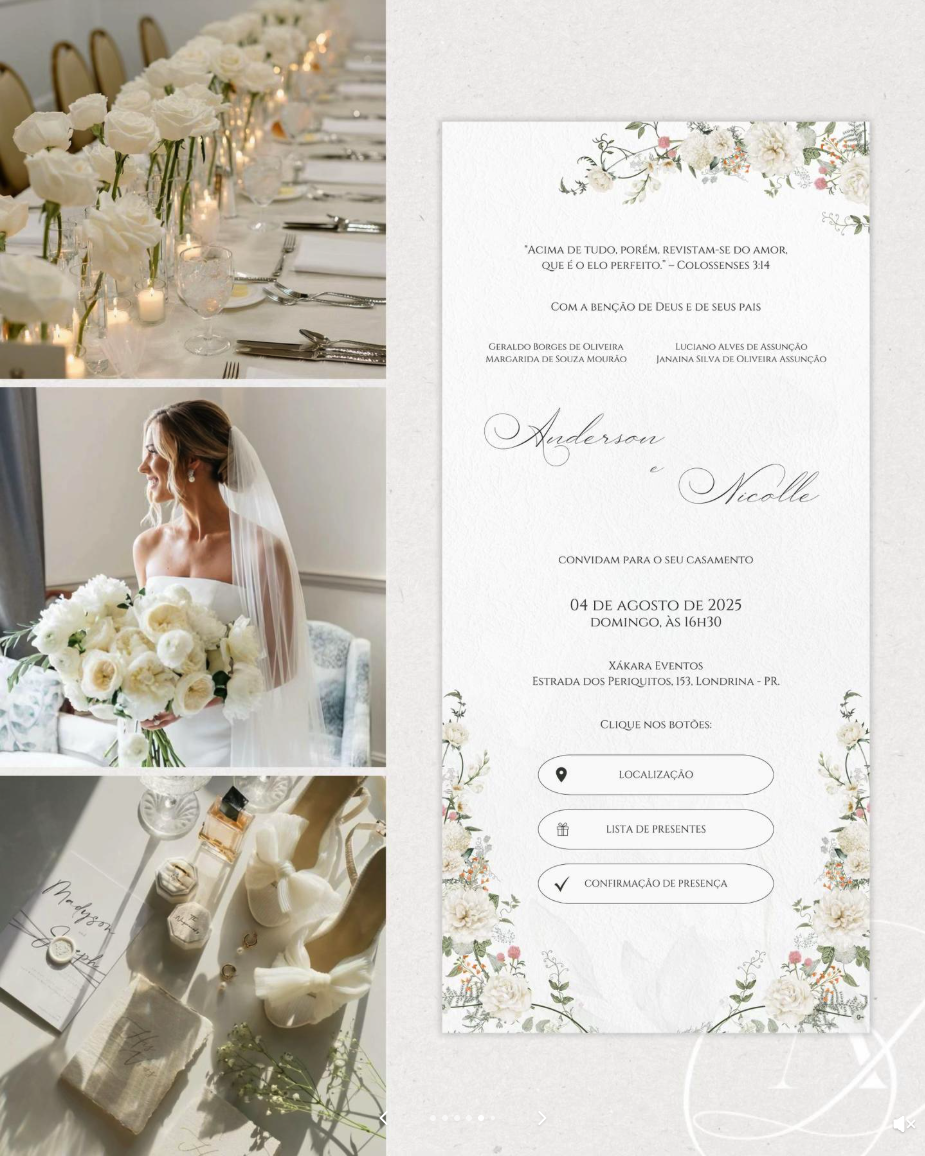 "Acima de tudo, porém, revistam-se do amor,
que é o elo perfeito." – Colossenses 3:14
Com a benção de Deus e de seus pais
Geraldo Borges de Oliveira
Margarida de Souza Mourão
Luciano Alves de Assunção
Janaina Silva de Oliveira Assunção
Anderson
e
Nicolle
convidam para o seu casamento
04 de agosto de 2025
domingo, às 16h30
Xákara Eventos
Estrada dos Periquitos, 153, Londrina - PR.
Clique nos botões:
localização
lista de presentes
confirmação de presença
Madyson